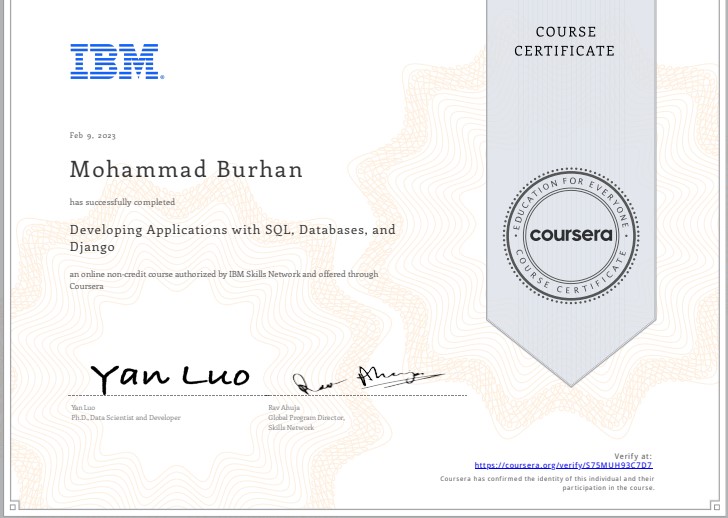 COURSE
CERTIFICATE
IBM
Feb 9, 2023
Mohammad Burhan
has successfully completed
Developing Applications with SQL, Databases, and
Django
an online non-credit course authorized by IBM Skills Network and offered through
Coursera
EDUCATION FOR EVERYONE
coursera
COURSE CERTIFICATE
Yan Luo
Rav Ahuja
Yan Luo
Ph.D., Data Scientist and Developer
Rav Ahuja
Global Program Director,
Skills Network
Verify at:
https://coursera.org/verify/S75MUH93C7D7
Coursera has confirmed the identity of this individual and their
participation in the course.